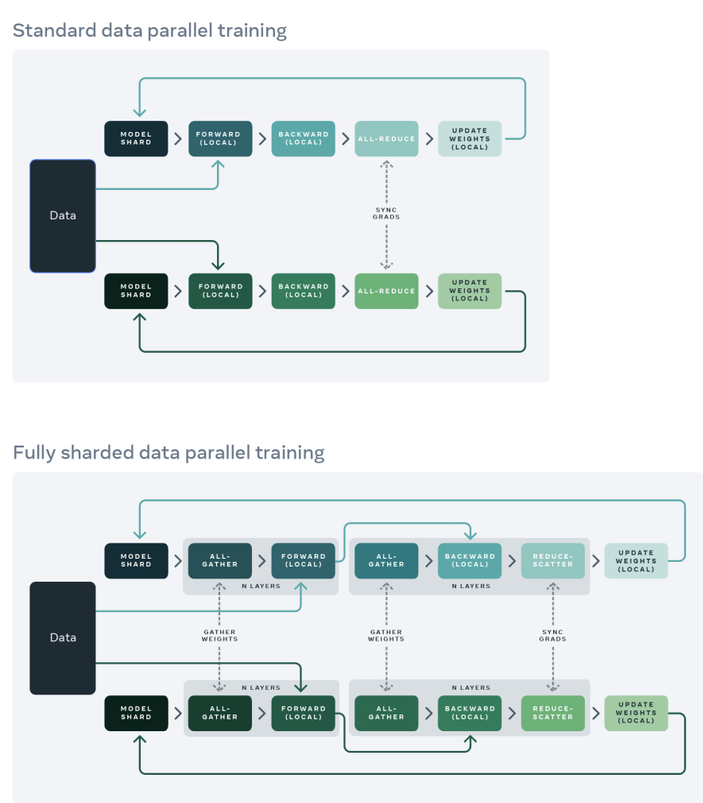 Standard data parallel training
MODEL
SHARD
FORWARD
(LOCAL)
BACKWARD
(LOCAL)
ALL-REDUCE
UPDATE
WEIGHTS
(LOCAL)
Data
SYNC
GRADS
MODEL
SHARD
FORWARD
(LOCAL)
BACKWARD
(LOCAL)
ALL-REDUCE
UPDATE
WEIGHTS
(LOCAL)
Fully sharded data parallel training
MODEL
SHARD
ALL-
GATHER
FORWARD
(LOCAL)
N LAYERS
ALL-
GATHER
BACKWARD
(LOCAL)
REDUCE-
SCATTER
N LAYERS
UPDATE
WEIGHTS
(LOCAL)
Data
GATHER
WEIGHTS
GATHER
WEIGHTS
SYNC
GRADS
MODEL
SHARD
N LAYERS
ALL-
GATHER
FORWARD
(LOCAL)
N LAYERS
ALL-
GATHER
BACKWARD
(LOCAL)
REDUCE-
SCATTER
UPDATE
WEIGHTS
(LOCAL)